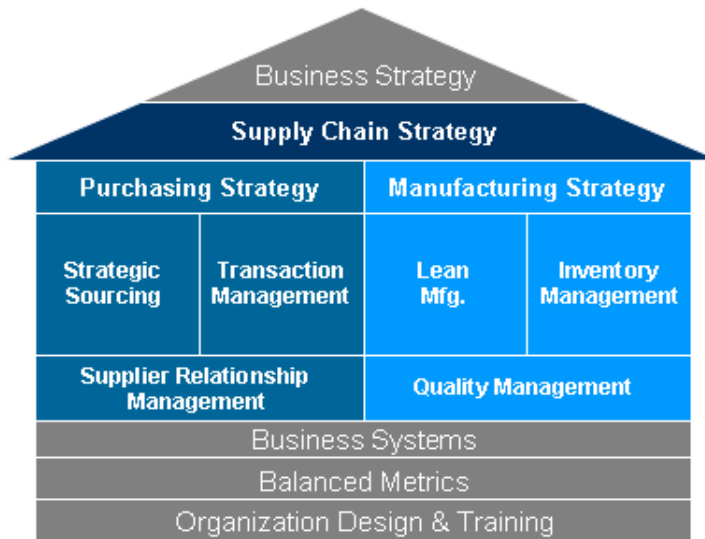 Business Strategy
Supply Chain Strategy
Purchasing Strategy
Manufacturing Strategy
Strategic
Sourcing
Transaction
Management
Lean
Mfg.
Inventory
Management
Supplier Relationship
Management
Quality Management
Business Systems
Balanced Metrics
Organization Design & Training